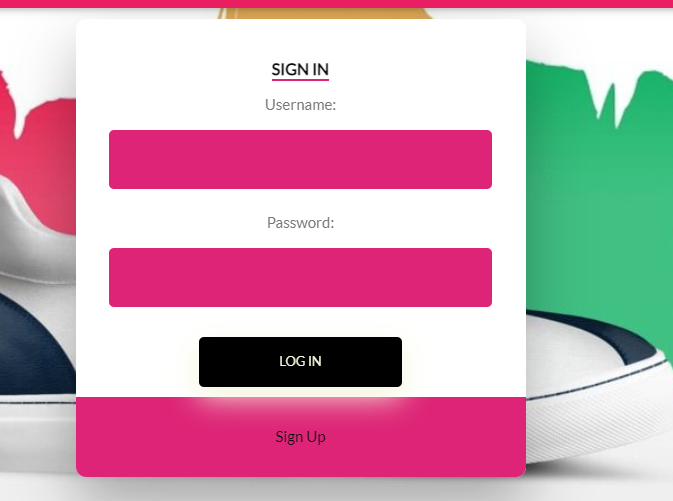 SIGN IN
Username:
Password:
LOG IN
Sign Up